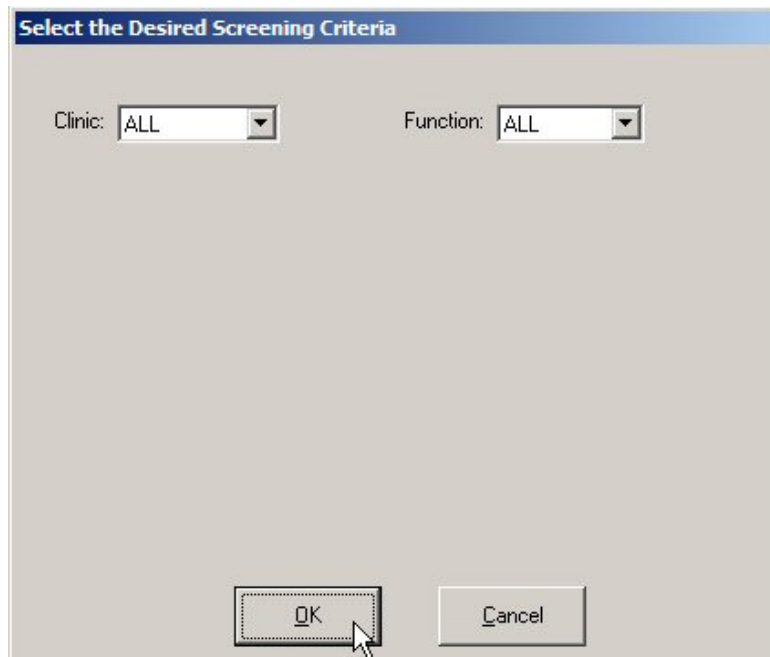 Select the Desired Screening Criteria
Clinic: ALL Function: ALL
OK Cancel